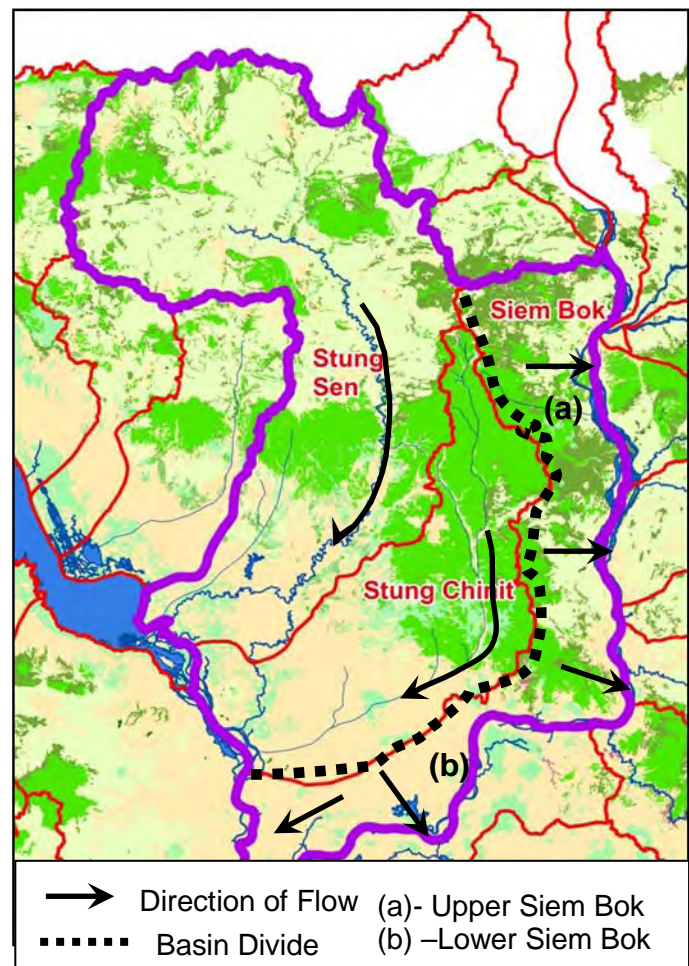 Siem Bok
Stung
Sen
(a)
Stung Chinit
(b)
Direction of Flow (a)- Upper Siem Bok
Basin Divide (b) –Lower Siem Bok